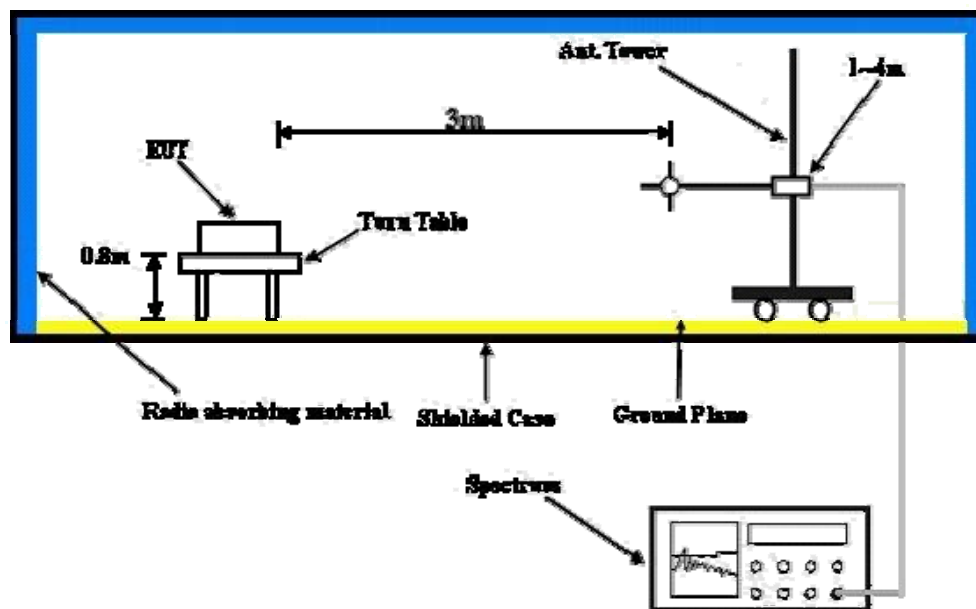 Ant. Tower
1~4m
3m
EUT
Turn Table
0.8m
Radio absorbing material
Shielded Case
Ground Plane
Spectrum